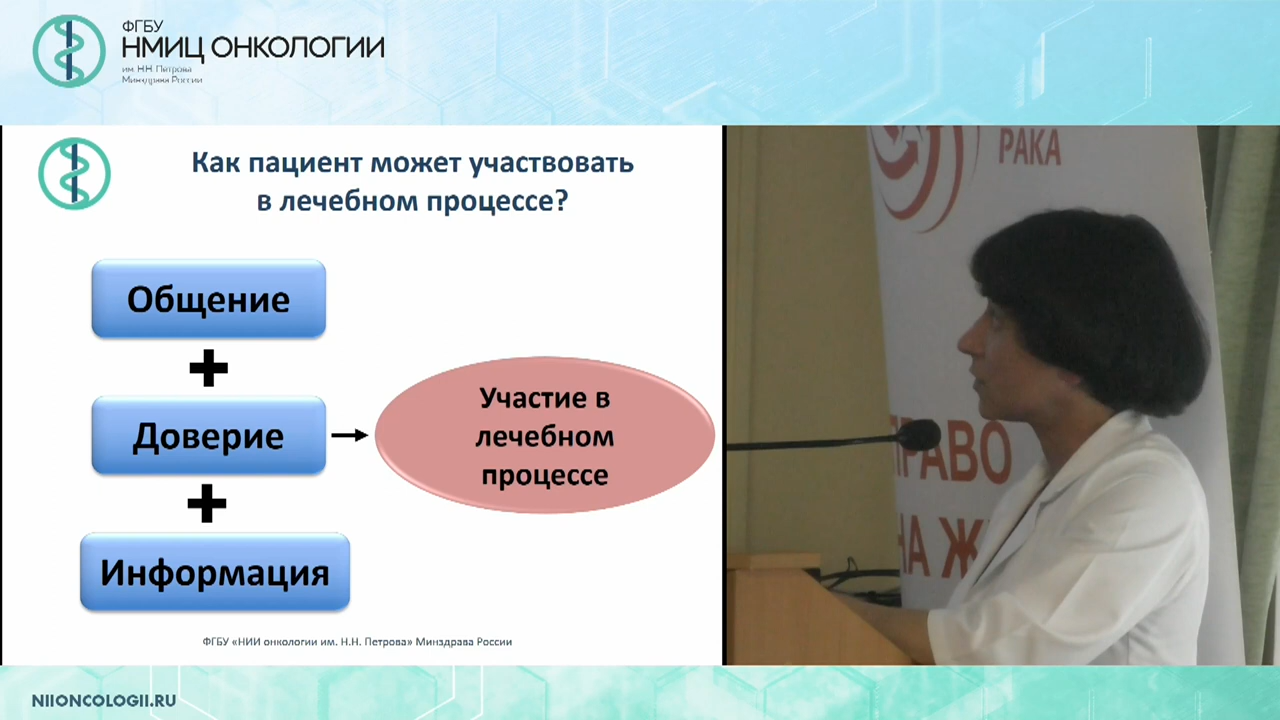 ФГБУ
НМИЦ ОНКОЛОГИИ
им. Н.Н. Петрова
Минздрава России
Как пациент может участвовать
в лечебном процессе?
Общение
+
Доверие
+
Информация
Участие в
лечебном
процессе
ФГБУ «НИИ онкологии им. Н.Н. Петрова» Минздрава России
РАКА
ПРАВО
НА Ж
NIIONCOLOGII.RU